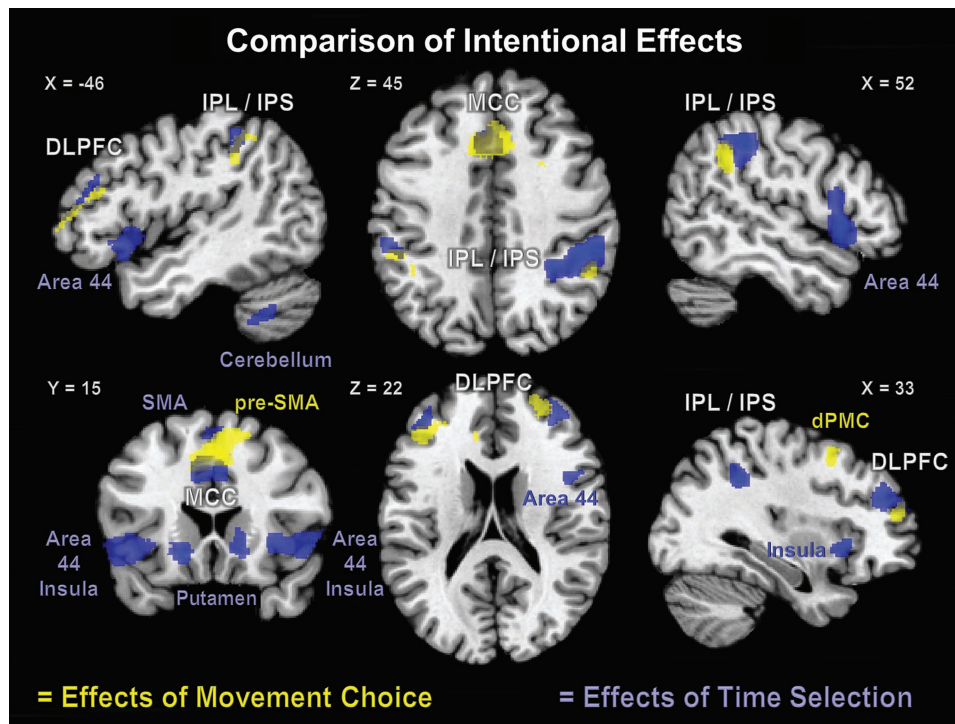 Comparison of Intentional Effects
X = -46
IPL / IPS
DLPFC
Area 44
Cerebellum
Z = 45
MCC
IPL / IPS
X = 52
IPL / IPS
Area 44
Y = 15
SMA
pre-SMA
MCC
Area
44
Insula
Putamen
Area
44
Insula
Z = 22
DLPFC
Area 44
X = 33
IPL / IPS
dPMC
DLPFC
Insula
= Effects of Movement Choice
= Effects of Time Selection